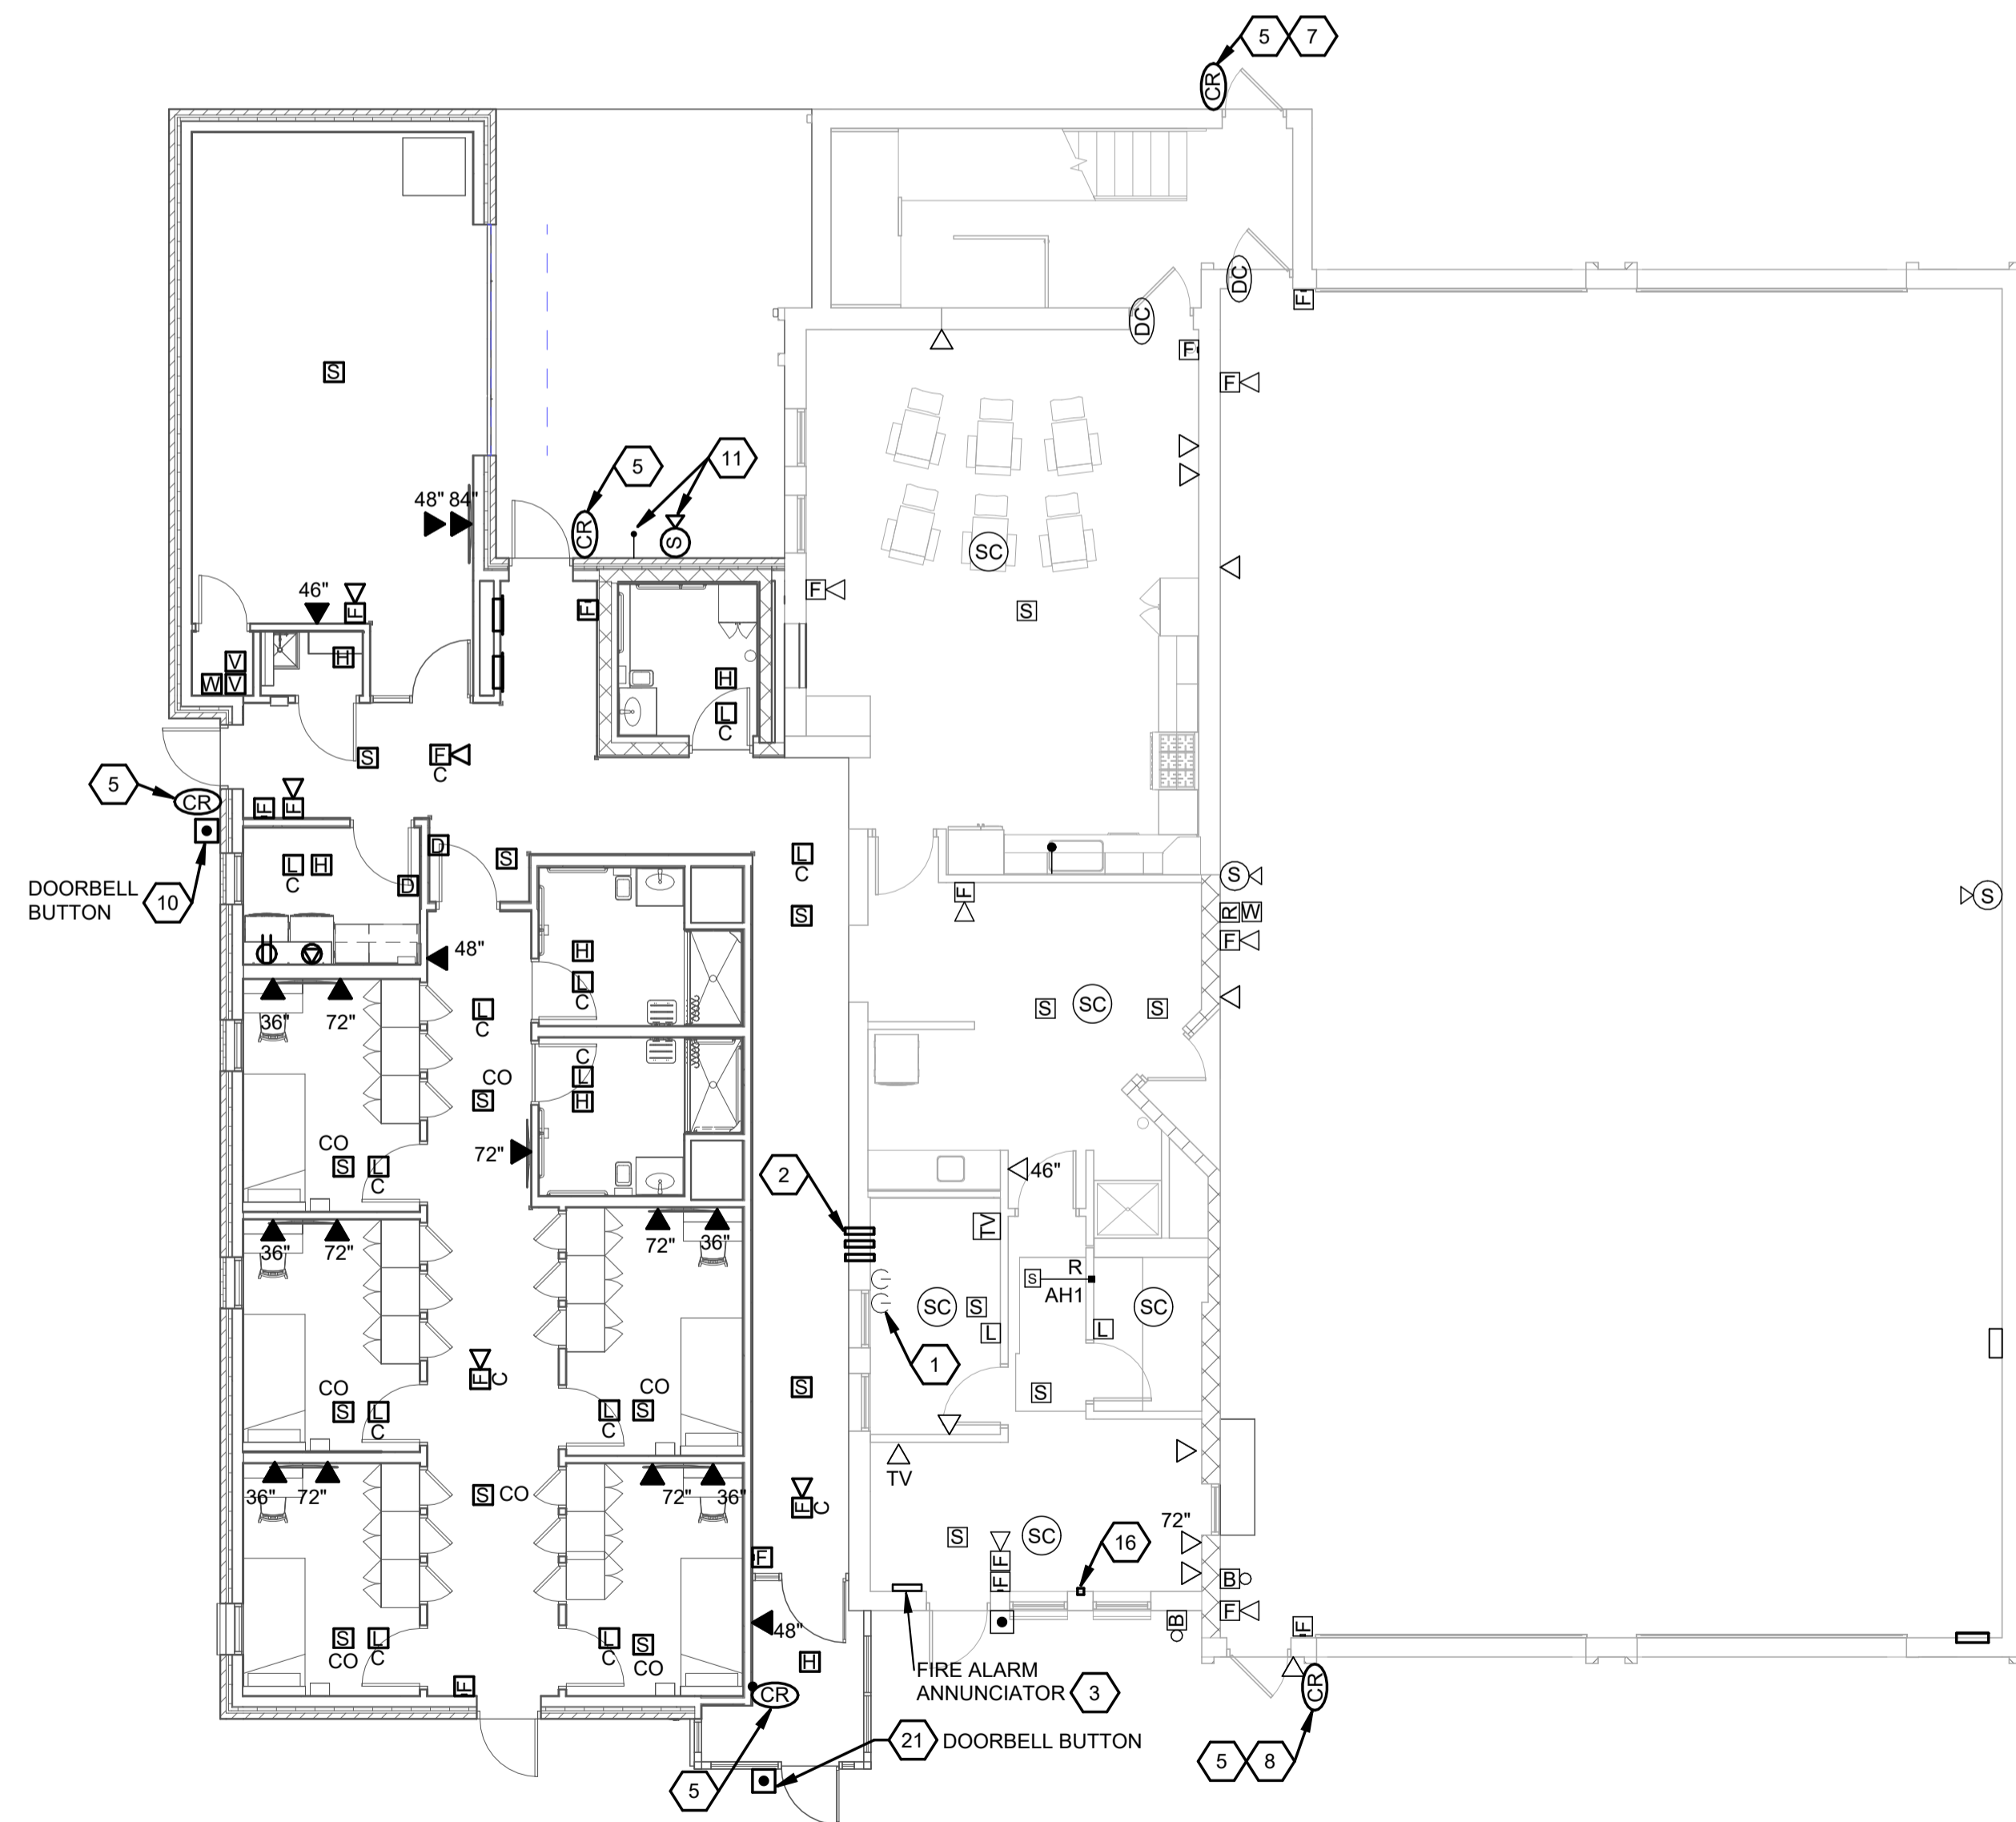 5 7
CR
DC
DC
F
F
F
S
5
11
48" 84"
CR
S
SC
46"
F
F
F
S
H
V
W V
H
L
C
S
F
C
5
CR
F F
D
S
L
C
S
R W
F
S
S
L H
C
D
DOORBELL
BUTTON
10
S
F
48"
H
L
C
L
C
S
SC
S
36" 72"
C
L
H
CO
S
CO
S L
C
72"
2
46"
TV
36" 72"
72" 36"
R
S
AH1
SC
S
SC
L
L
1
S
F
C
CO
S L
C
CO
L S
C
S
TV
36" 72"
S CO
72" 36"
F
C
S
SC
16
72"
F
F
F
B
F
B
F
48"
S L
CO C
L S
C CO
H
F
CR
FIRE ALARM
ANNUNCIATOR 3
CR
21 DOORBELL BUTTON
5
5 8